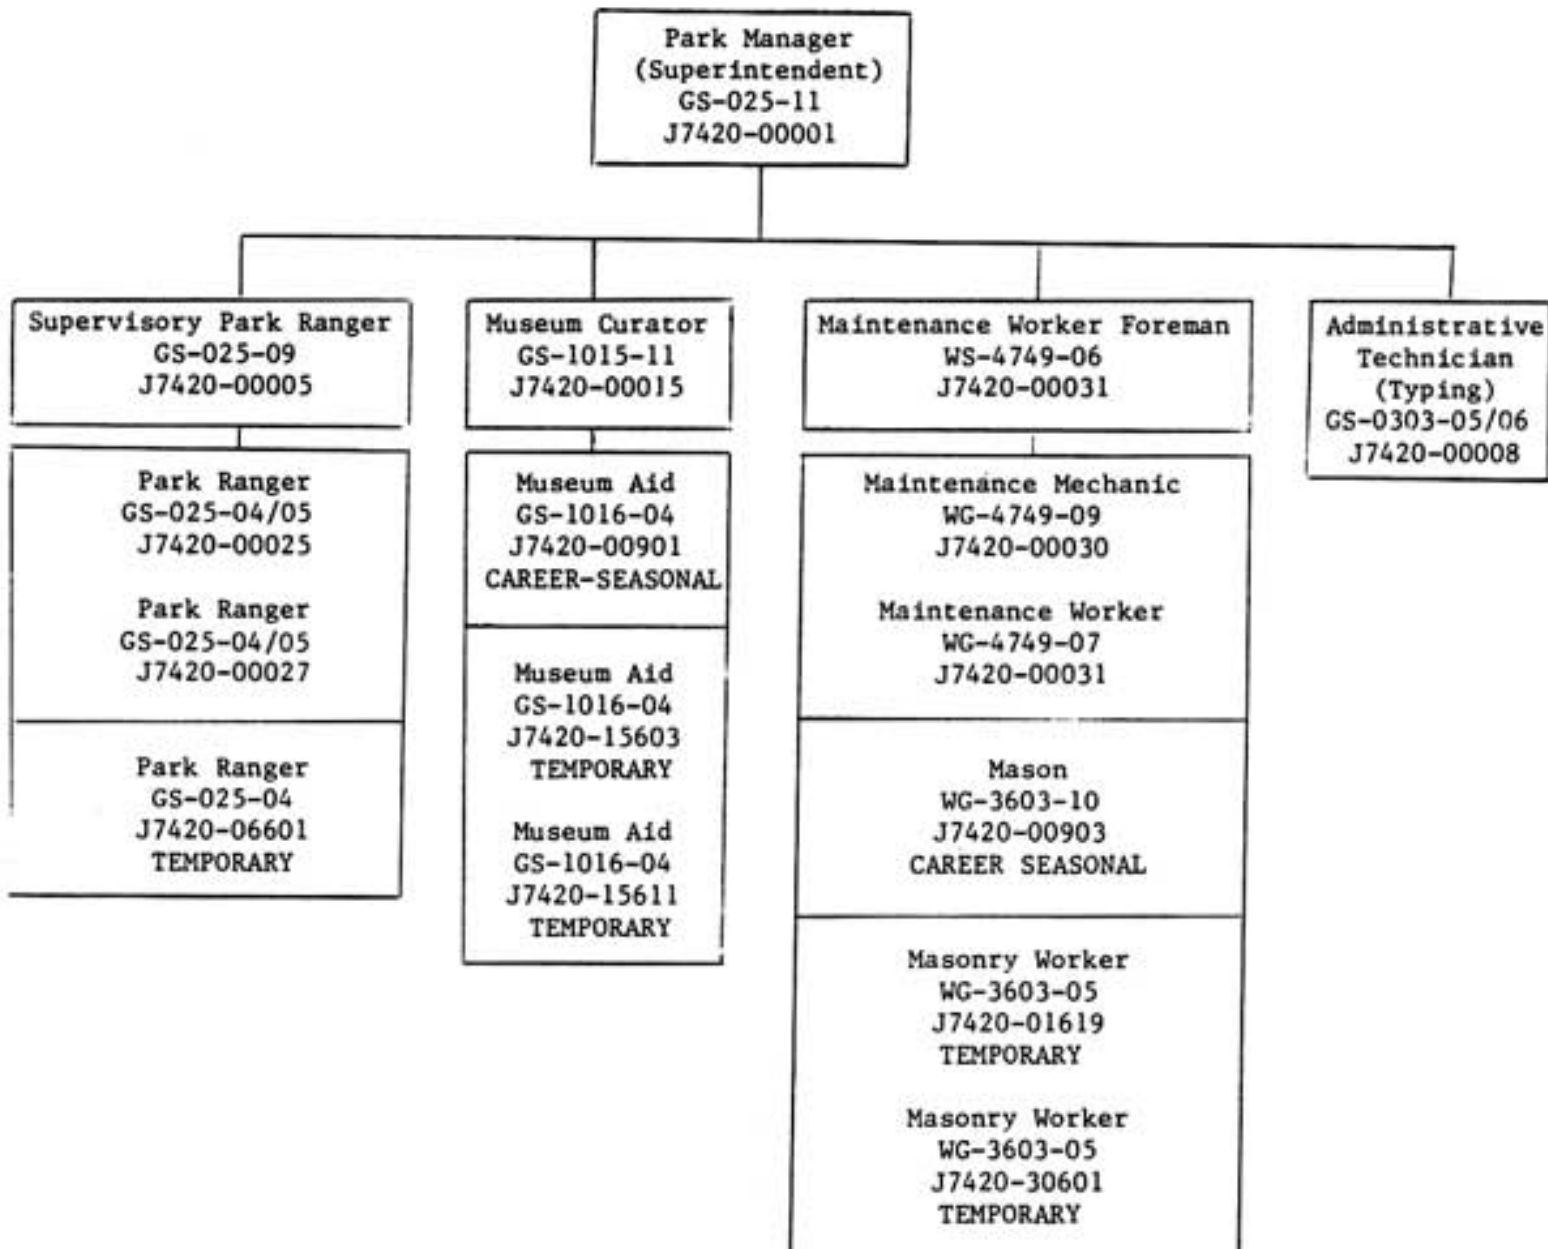 Park Manager
(Superintendent)
GS-025-11
J7420-00001
Supervisory Park Ranger
GS-025-09
J7420-00005
Park Ranger
GS-025-04/05
J7420-00025
Park Ranger
GS-025-04/05
J7420-00027
Park Ranger
GS-025-04
J7420-06601
TEMPORARY
Museum Curator
GS-1015-11
J7420-00015
Museum Aid
GS-1016-04
J7420-00901
CAREER-SEASONAL
Museum Aid
GS-1016-04
J7420-15603
TEMPORARY
Museum Aid
GS-1016-04
J7420-15611
TEMPORARY
Maintenance Worker Foreman
WS-4749-06
J7420-00031
Maintenance Mechanic
WG-4749-09
J7420-00030
Maintenance Worker
WG-4749-07
J7420-00031
Mason
WG-3603-10
J7420-00903
CAREER SEASONAL
Masonry Worker
WG-3603-05
J7420-01619
TEMPORARY
Masonry Worker
WG-3603-05
J7420-30601
TEMPORARY
Administrative
Technician
(Typing)
GS-0303-05/06
J7420-00008